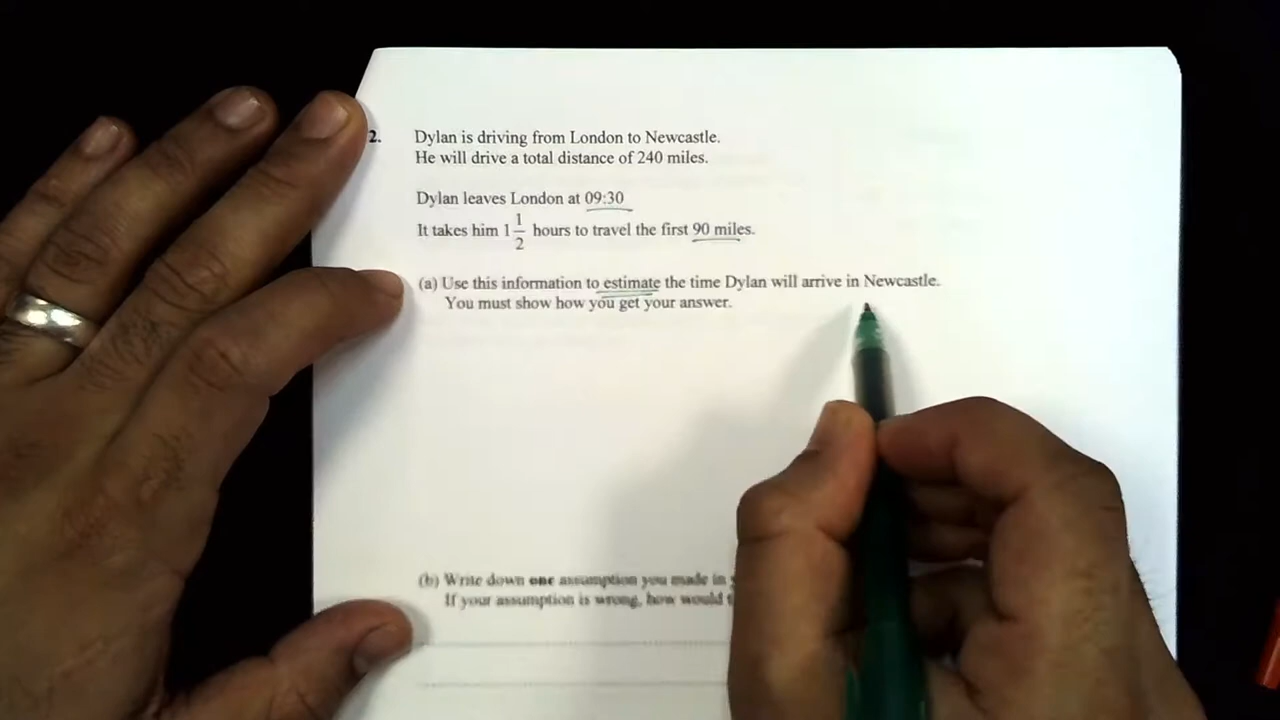 2. Dylan is driving from London to Newcastle.
He will drive a total distance of 240 miles.
Dylan leaves London at 09:30
It takes him 1 1/2 hours to travel the first 90 miles.
(a) Use this information to estimate the time Dylan will arrive in Newcastle.
You must show how you get your answer.
(b) Write down one assumption you made in
If your assumption is wrong, how would